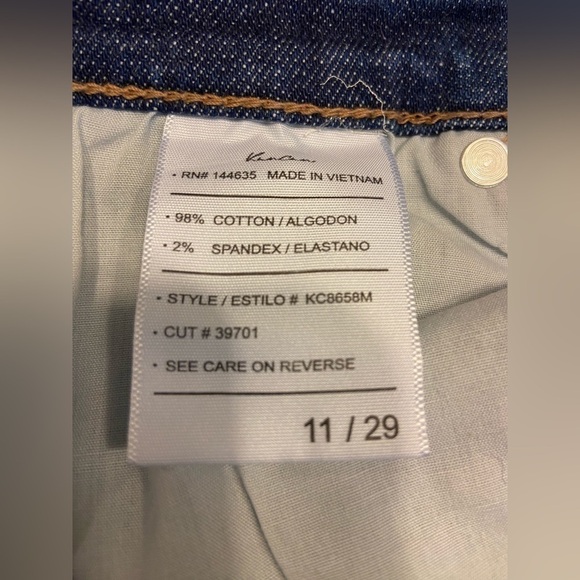 KanCan
· RN# 144635 MADE IN VIETNAM
· 98% COTTON / ALGODON
· 2% SPANDEX / ELASTANO
· STYLE / ESTILO # KC8658M
· CUT # 39701
· SEE CARE ON REVERSE
11 / 29